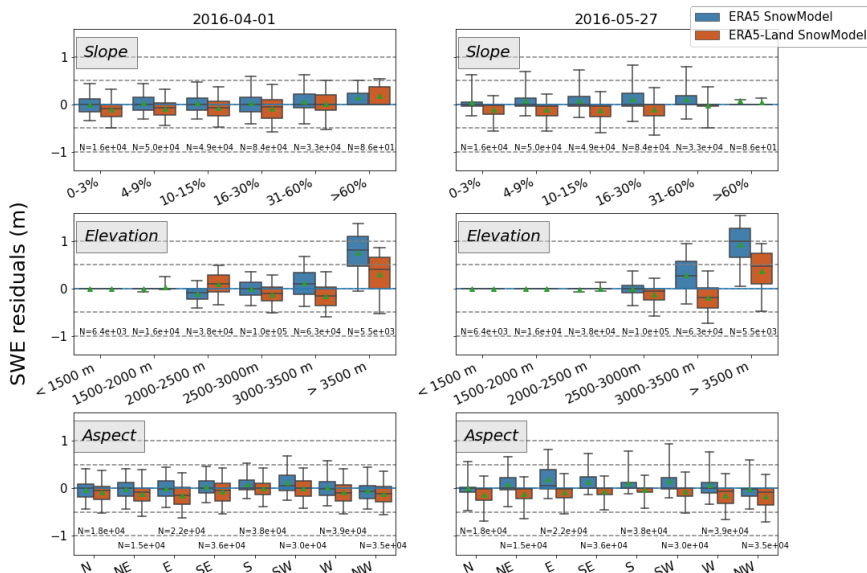 2016-04-01
2016-05-27
ERA5 SnowModel
ERA5-Land SnowModel
SWE residuals (m)
Slope
1
0
−1
N=1.6e+04 N=5.0e+04 N=4.9e+04 N=8.4e+04 N=3.3e+04 N=8.6e+01
0-3% 4-9% 10-15% 16-30% 31-60% >60%
Slope
N=1.6e+04 N=5.0e+04 N=4.9e+04 N=8.4e+04 N=3.3e+04 N=8.6e+01
0-3% 4-9% 10-15% 16-30% 31-60% >60%
Elevation
1
0
−1
N=6.4e+03 N=1.6e+04 N=3.8e+04 N=1.0e+05 N=6.3e+04 N=5.5e+03
< 1500 m 1500-2000 m 2000-2500 m 2500-3000m 3000-3500 m > 3500 m
Elevation
N=6.4e+03 N=1.6e+04 N=3.8e+04 N=1.0e+05 N=6.3e+04 N=5.5e+03
< 1500 m 1500-2000 m 2000-2500 m 2500-3000m 3000-3500 m > 3500 m
Aspect
1
0
−1
N=1.8e+04 N=2.2e+04 N=3.8e+04 N=3.9e+04
N=1.5e+04 N=3.6e+04 N=3.0e+04 N=3.5e+04
N NE E SE S SW W NW
Aspect
N=1.8e+04 N=2.2e+04 N=3.8e+04 N=3.9e+04
N=1.5e+04 N=3.6e+04 N=3.0e+04 N=3.5e+04
N NE E SE S SW W NW